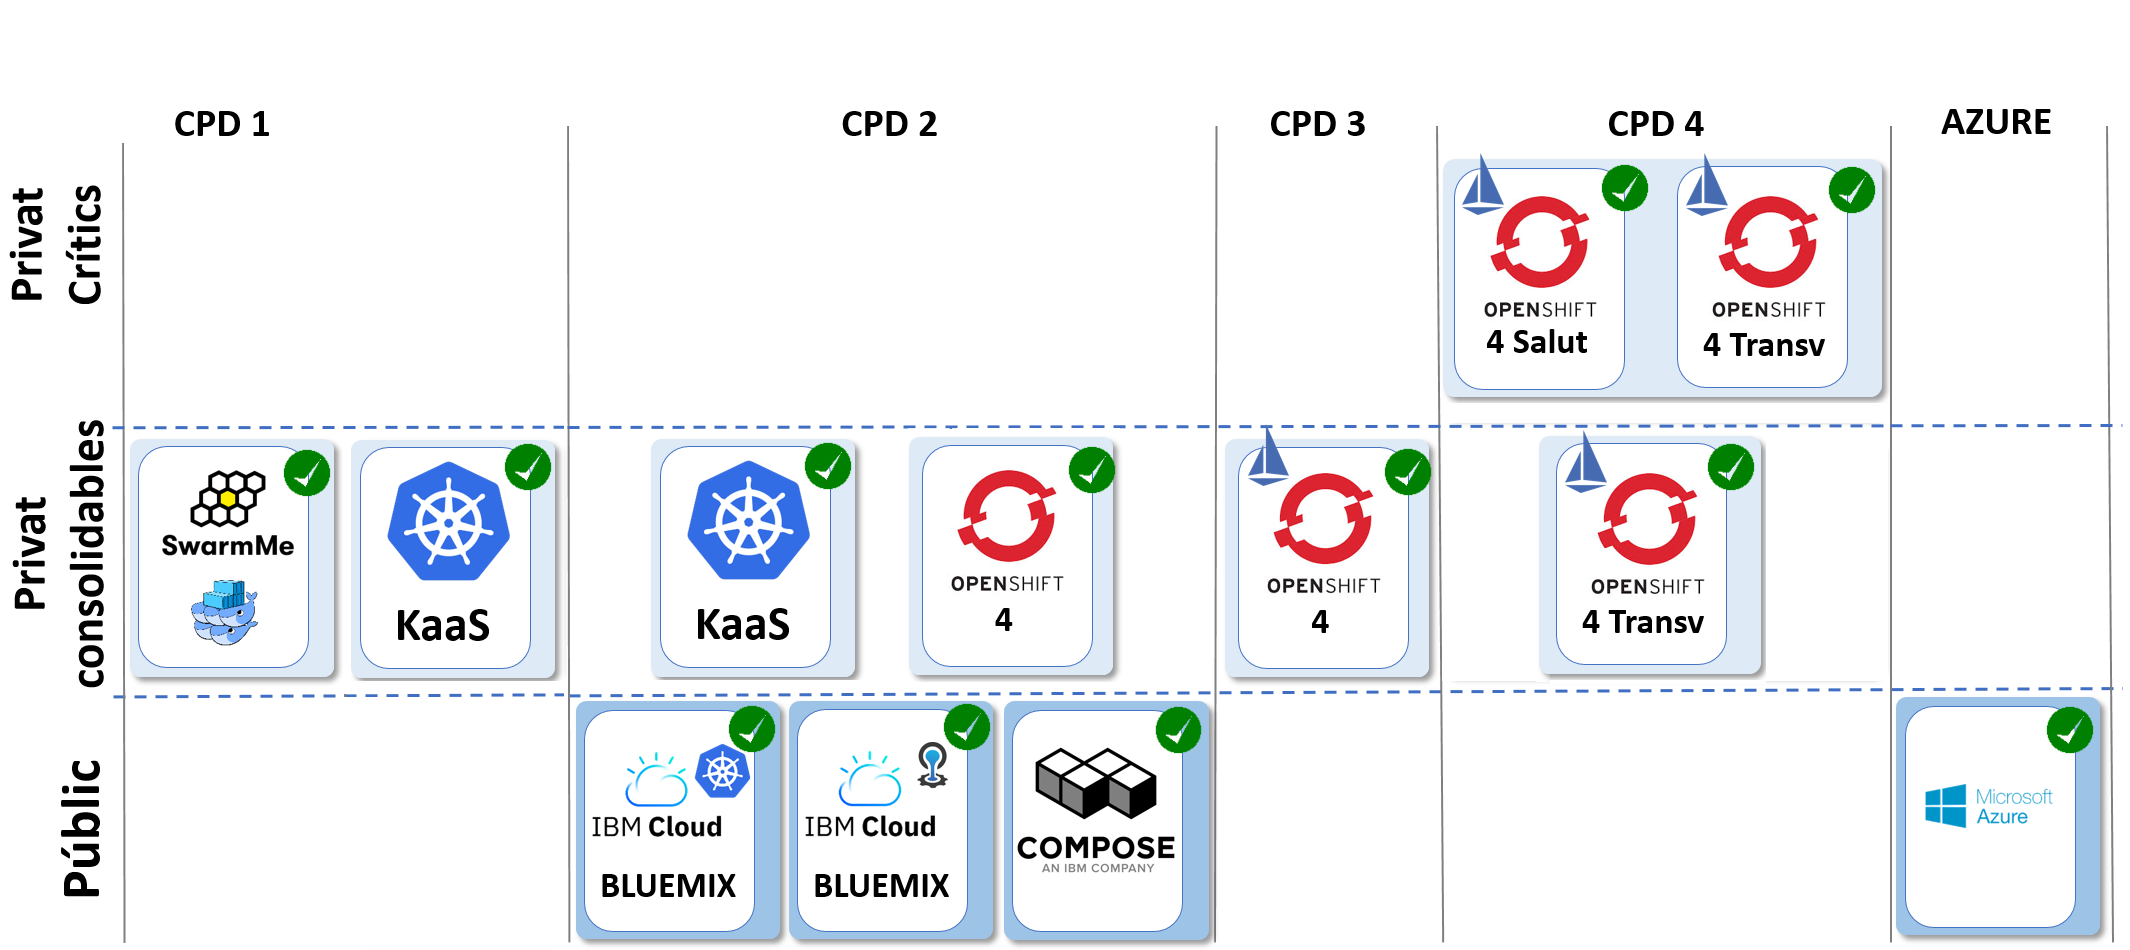 CPD 1
CPD 2
CPD 3
CPD 4
AZURE
Privat
Crítics
OPENSHIFT
4 Salut
OPENSHIFT
4 Transv
Privat
consolidables
SwarmMe
KaaS
KaaS
OPENSHIFT
4
OPENSHIFT
4
OPENSHIFT
4 Transv
Públic
IBM Cloud
BLUEMIX
IBM Cloud
BLUEMIX
COMPOSE
AN IBM COMPANY
Microsoft
Azure